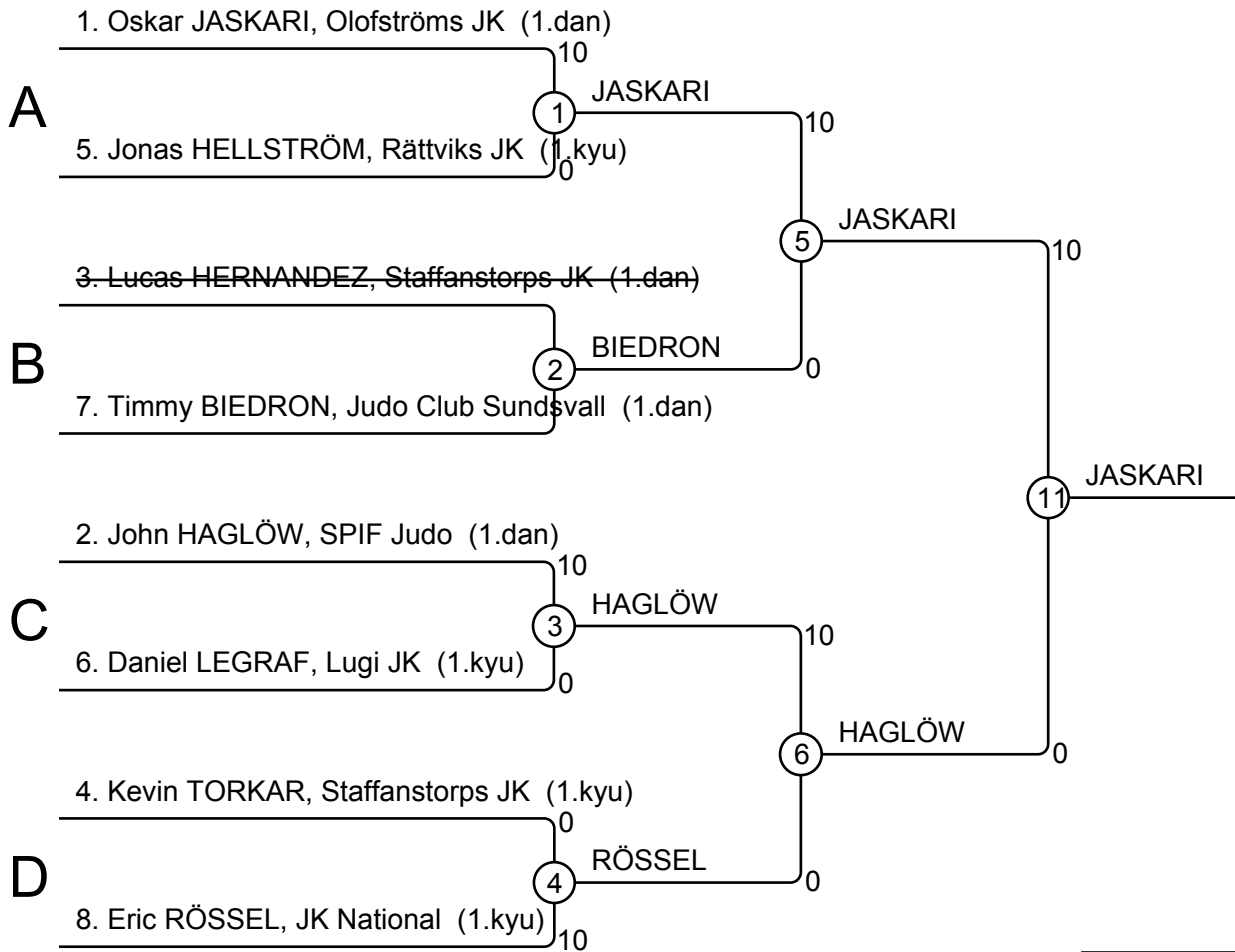 1. Oskar JASKARI, Olofströms JK (1.dan)
10
A
1
JASKARI
10
5. Jonas HELLSTRÖM, Rättviks JK (1.kyu)
0
5
JASKARI
10
3. Lucas HERNANDEZ, Staffanstorps JK (1.dan)
B
2
BIEDRON
0
7. Timmy BIEDRON, Judo Club Sundsvall (1.dan)
11
JASKARI
2. John HAGLÖW, SPIF Judo (1.dan)
10
C
3
HAGLÖW
10
6. Daniel LEGRAF, Lugi JK (1.kyu)
0
6
HAGLÖW
0
4. Kevin TORKAR, Staffanstorps JK (1.kyu)
0
D
4
RÖSSEL
0
8. Eric RÖSSEL, JK National (1.kyu)
10